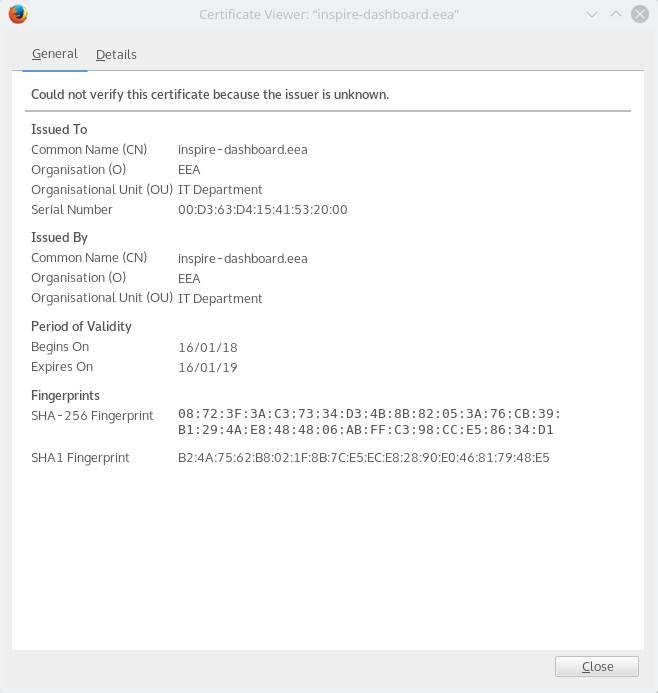 Certificate Viewer: “inspire-dashboard.eea”
General Details
Could not verify this certificate because the issuer is unknown.
Issued To
Common Name (CN) inspire-dashboard.eea
Organisation (O) EEA
Organisational Unit (OU) IT Department
Serial Number 00:D3:63:D4:15:41:53:20:00
Issued By
Common Name (CN) inspire-dashboard.eea
Organisation (O) EEA
Organisational Unit (OU) IT Department
Period of Validity
Begins On 16/01/18
Expires On 16/01/19
Fingerprints
SHA-256 Fingerprint 08:72:3F:3A:C3:73:34:D3:4B:8B:82:05:3A:76:CB:39:
B1:29:4A:E8:48:48:06:AB:FF:C3:98:CC:E5:86:34:D1
SHA1 Fingerprint B2:4A:75:62:B8:02:1F:8B:7C:E5:EC:E8:28:90:E0:46:81:79:48:E5
Close